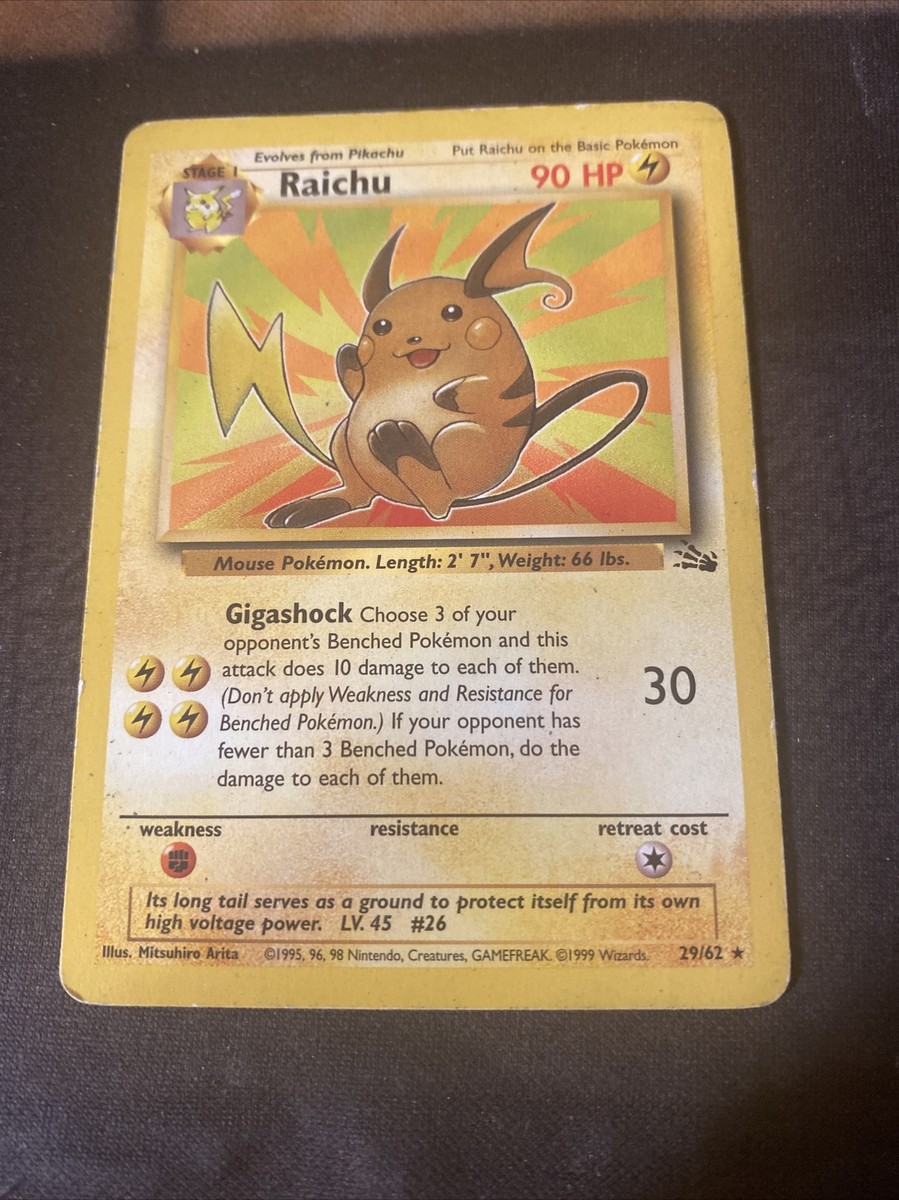 Evolves from Pikachu
Put Raichu on the Basic Pokémon
STAGE 1
Raichu
90 HP
Mouse Pokémon. Length: 2' 7", Weight: 66 lbs.
Gigashock Choose 3 of your
opponent's Benched Pokémon and this
attack does 10 damage to each of them.
(Don't apply Weakness and Resistance for
Benched Pokémon.) If your opponent has
fewer than 3 Benched Pokémon, do the
damage to each of them.
30
weakness
resistance
retreat cost
Its long tail serves as a ground to protect itself from its own
high voltage power. LV. 45 #26
Illus. Mitsuhiro Arita ©1995, 96, 98 Nintendo, Creatures, GAMEFREAK. ©1999 Wizards. 29/62 ★